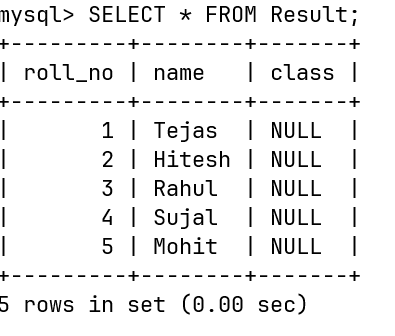 mysql> SELECT * FROM Result;
+---------+--------+-------+
| roll_no | name   | class |
+---------+--------+-------+
|       1 | Tejas  | NULL  |
|       2 | Hitesh | NULL  |
|       3 | Rahul  | NULL  |
|       4 | Sujal  | NULL  |
|       5 | Mohit  | NULL  |
+---------+--------+-------+
5 rows in set (0.00 sec)